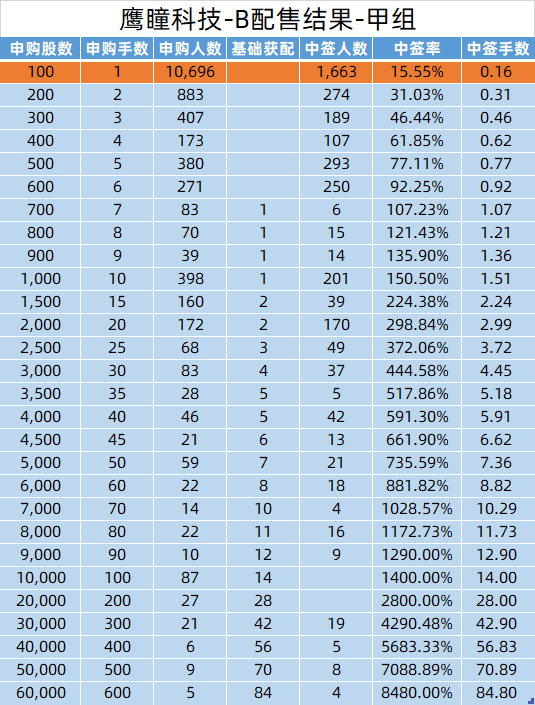 鹰瞳科技-B配售结果-甲组
申购股数 申购手数 申购人数 基础获配 中签人数 中签率 中签手数
100 1 10,696 1,663 15.55% 0.16
200 2 883 274 31.03% 0.31
300 3 407 189 46.44% 0.46
400 4 173 107 61.85% 0.62
500 5 380 293 77.11% 0.77
600 6 271 250 92.25% 0.92
700 7 83 1 6 107.23% 1.07
800 8 70 1 15 121.43% 1.21
900 9 39 1 14 135.90% 1.36
1,000 10 398 1 201 150.50% 1.51
1,500 15 160 2 39 224.38% 2.24
2,000 20 172 2 170 298.84% 2.99
2,500 25 68 3 49 372.06% 3.72
3,000 30 83 4 37 444.58% 4.45
3,500 35 28 5 5 517.86% 5.18
4,000 40 46 5 42 591.30% 5.91
4,500 45 21 6 13 661.90% 6.62
5,000 50 59 7 21 735.59% 7.36
6,000 60 22 8 18 881.82% 8.82
7,000 70 14 10 4 1028.57% 10.29
8,000 80 22 11 16 1172.73% 11.73
9,000 90 10 12 9 1290.00% 12.90
10,000 100 87 14 1400.00% 14.00
20,000 200 27 28 2800.00% 28.00
30,000 300 21 42 19 4290.48% 42.90
40,000 400 6 56 5 5683.33% 56.83
50,000 500 9 70 8 7088.89% 70.89
60,000 600 5 84 4 8480.00% 84.80